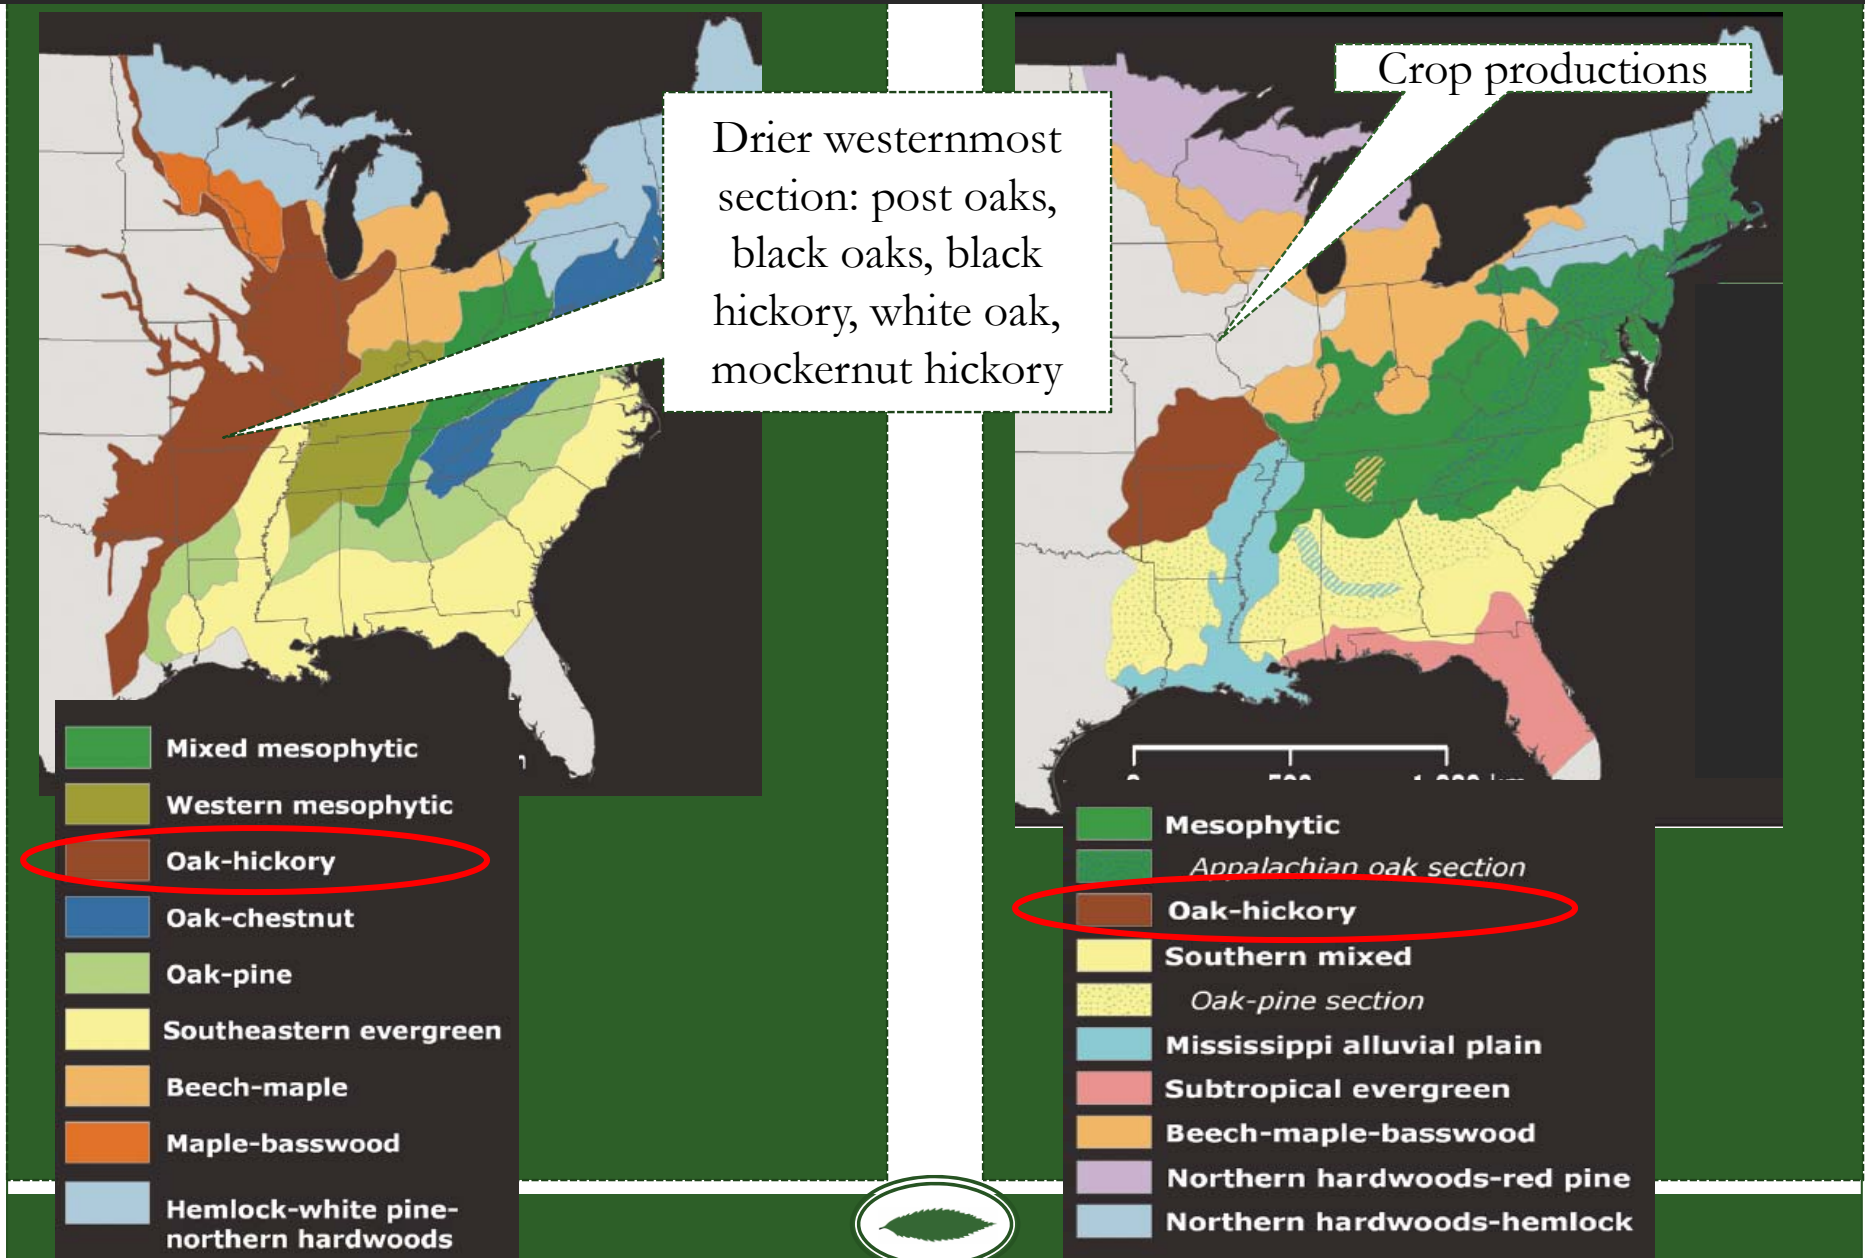 Drier westernmost
section: post oaks,
black oaks, black
hickory, white oak,
mockernut hickory
Mixed mesophytic
Western mesophytic
Oak-hickory
Oak-chestnut
Oak-pine
Southeastern evergreen
Beech-maple
Maple-basswood
Hemlock-white pine-
northern hardwoods
Crop productions
Mesophytic
Appalachian oak section
Oak-hickory
Southern mixed
Oak-pine section
Mississippi alluvial plain
Subtropical evergreen
Beech-maple-basswood
Northern hardwoods-red pine
Northern hardwoods-hemlock